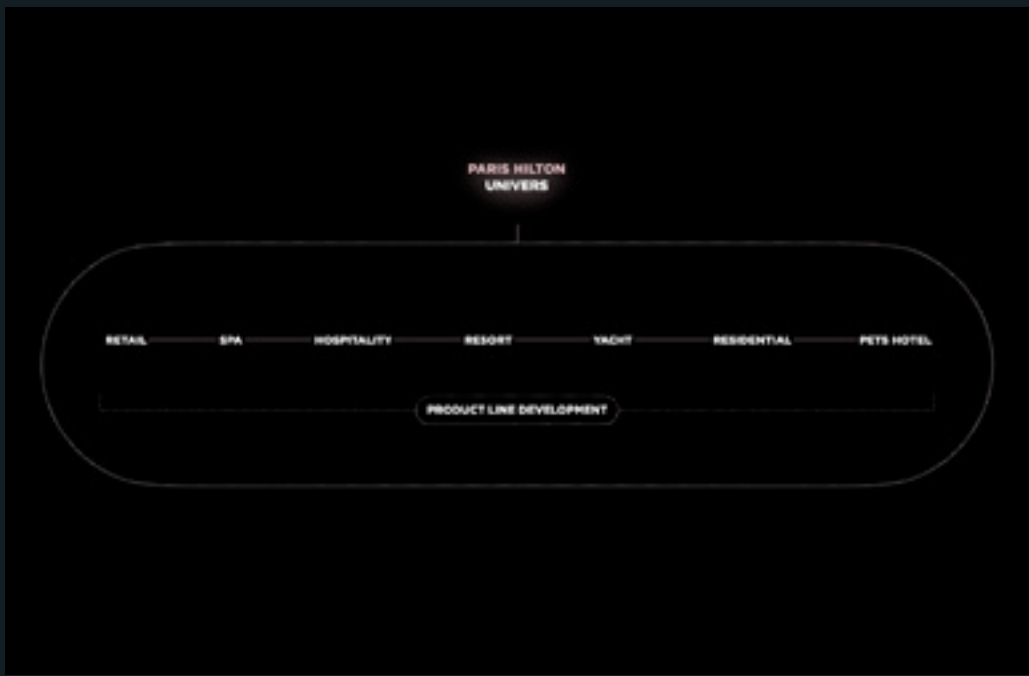 PARIS HILTON
UNIVERS
RETAIL SPA HOSPITALITY RESORT YACHT RESIDENTIAL PETS HOTEL
PRODUCT LINE DEVELOPMENT